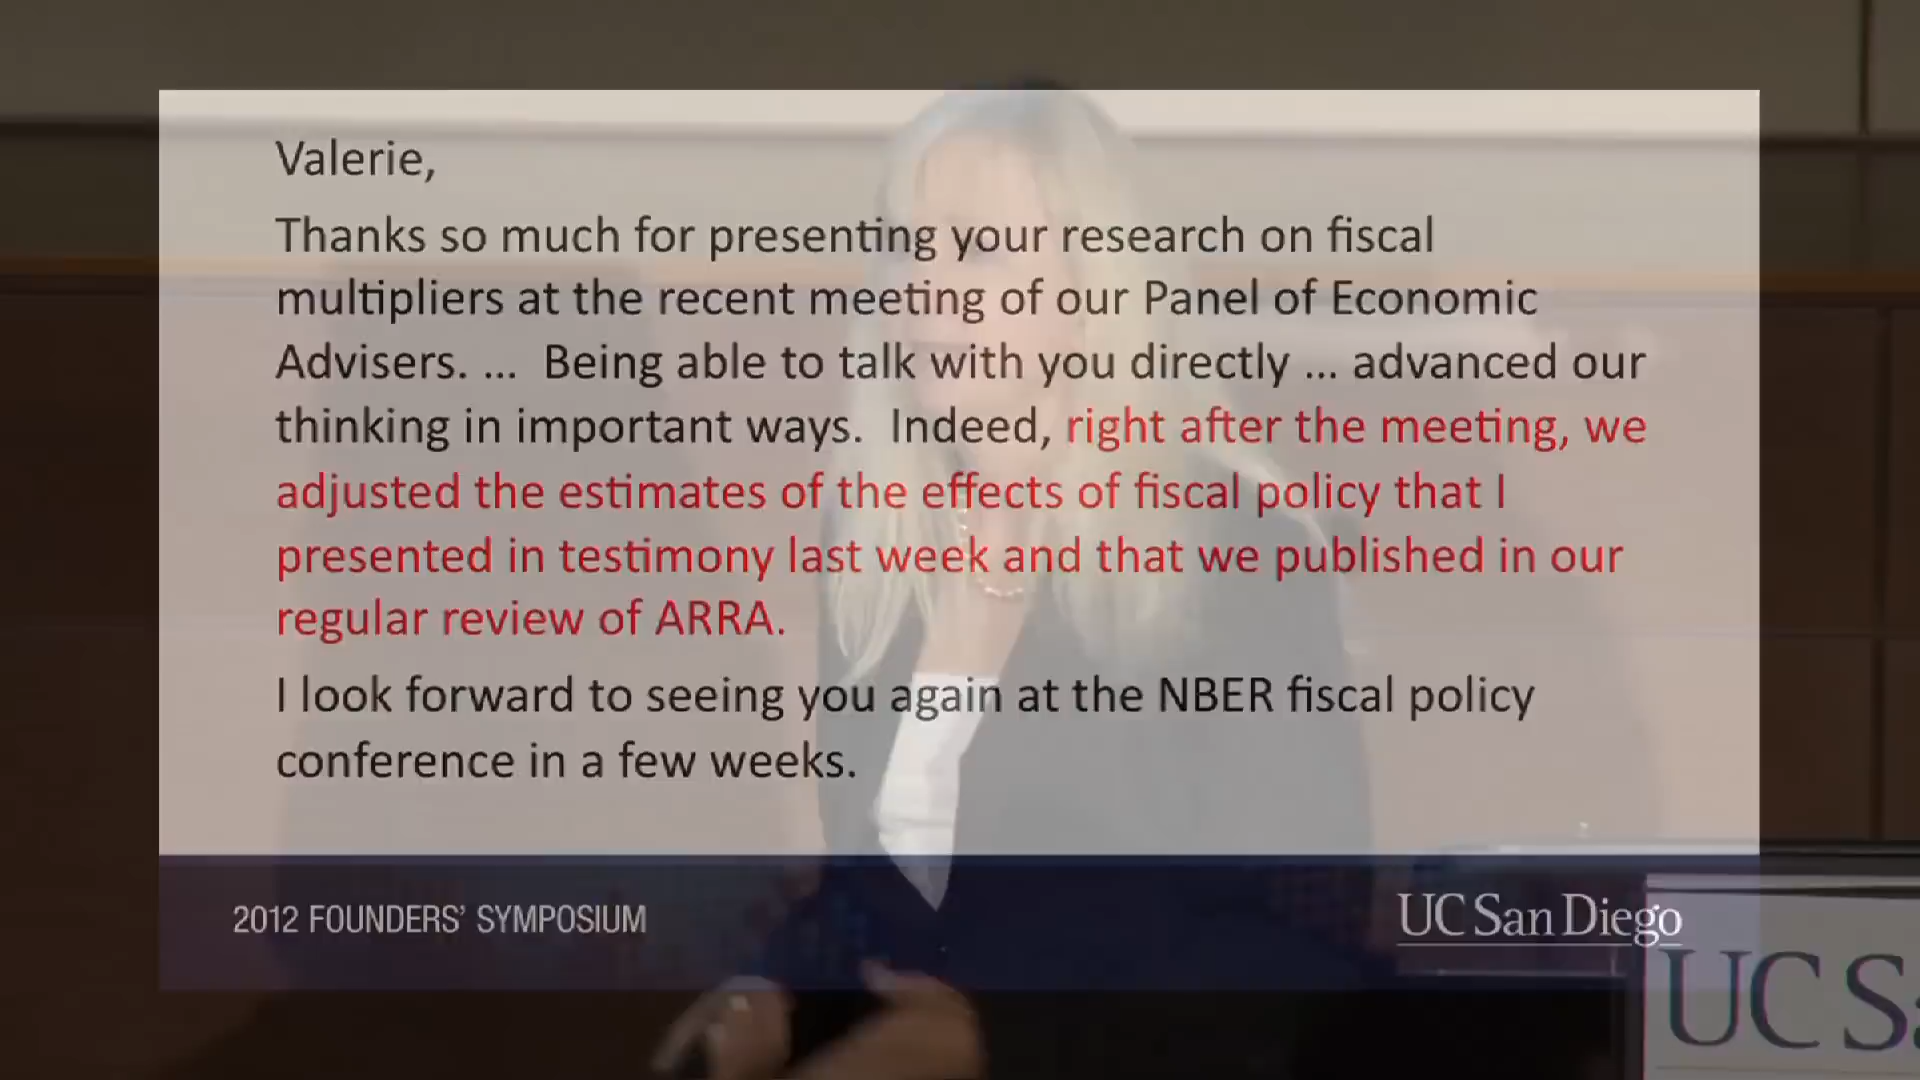 Valerie,
Thanks so much for presenting your research on fiscal
multipliers at the recent meeting of our Panel of Economic
Advisers. ...  Being able to talk with you directly ... advanced our
thinking in important ways.  Indeed, right after the meeting, we
adjusted the estimates of the effects of fiscal policy that I
presented in testimony last week and that we published in our
regular review of ARRA.
I look forward to seeing you again at the NBER fiscal policy
conference in a few weeks.
2012 FOUNDERS' SYMPOSIUM
UC San Diego
UC S